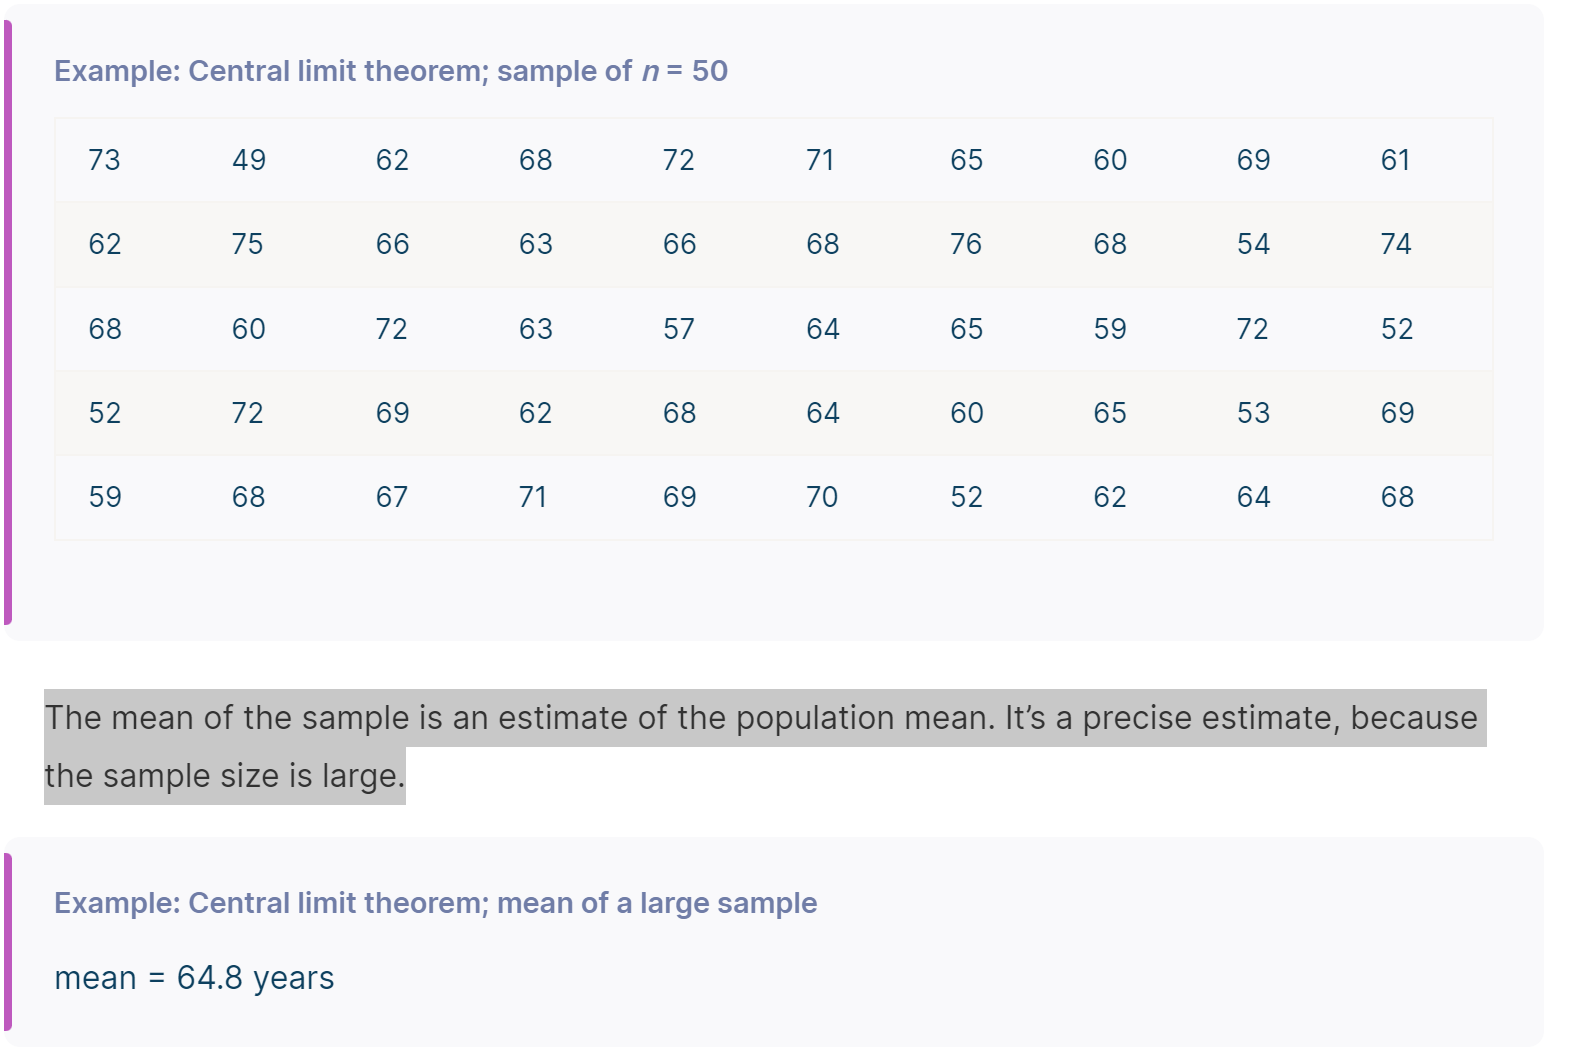 Example: Central limit theorem; sample of n = 50
73 49 62 68 72 71 65 60 69 61
62 75 66 63 66 68 76 68 54 74
68 60 72 63 57 64 65 59 72 52
52 72 69 62 68 64 60 65 53 69
59 68 67 71 69 70 52 62 64 68
The mean of the sample is an estimate of the population mean. It’s a precise estimate, because
the sample size is large.
Example: Central limit theorem; mean of a large sample
mean = 64.8 years